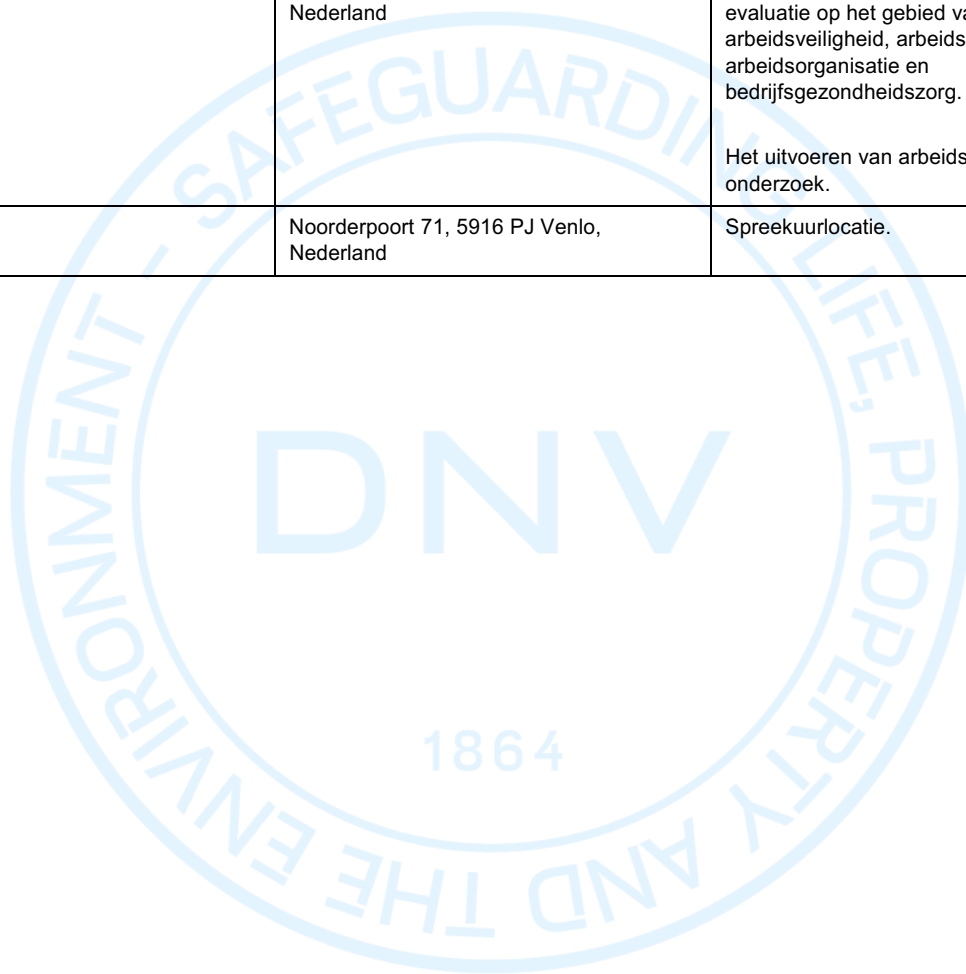 Nederland
evaluatie op het gebied va
arbeidsveiligheid, arbeids
arbeidsorganisatie en
bedrijfsgezondheidszorg.
Het uitvoeren van arbeids
onderzoek.
Noorderpoort 71, 5916 PJ Venlo,
Nederland
Spreekuurlocatie.
SAFEGUARDING LIFE, PROPERTY AND THE ENVIRONMENT -
DNV
1864